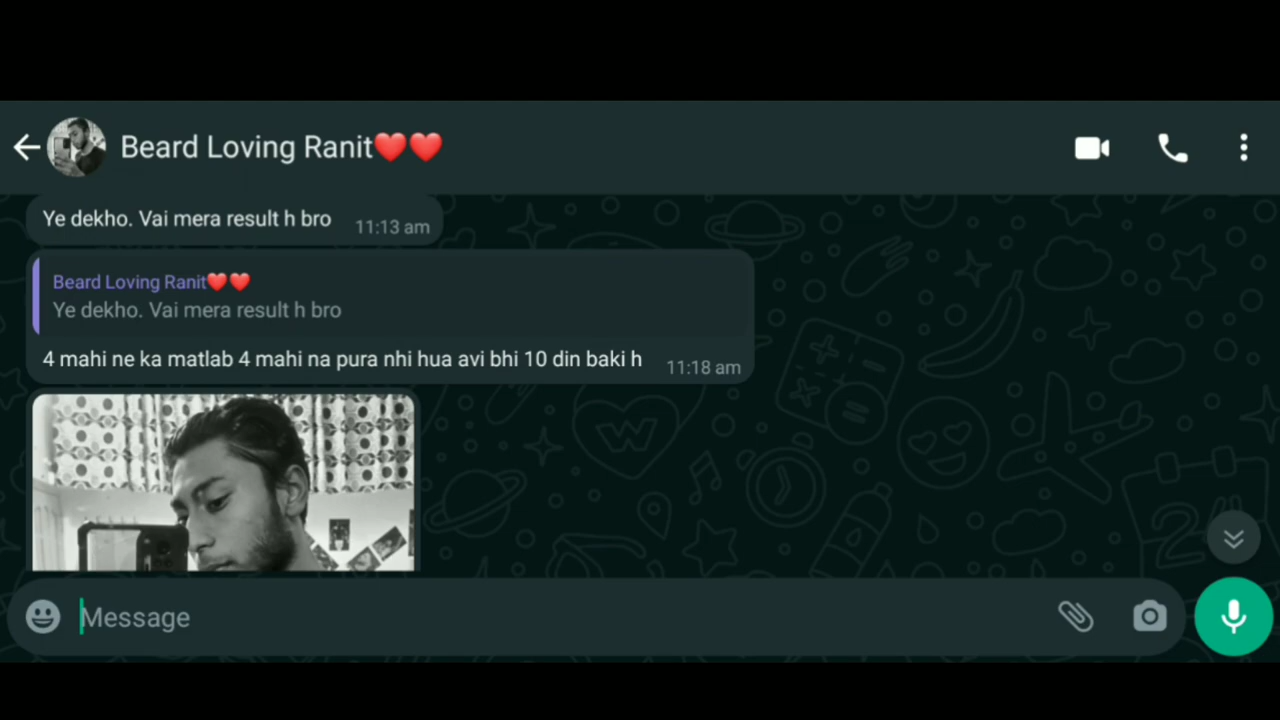 Beard Loving Ranit❤️❤️
Ye dekho. Vai mera result h bro 11:13 am
Beard Loving Ranit❤️❤️
Ye dekho. Vai mera result h bro
4 mahi ne ka matlab 4 mahi na pura nhi hua avi bhi 10 din baki h 11:18 am
Message